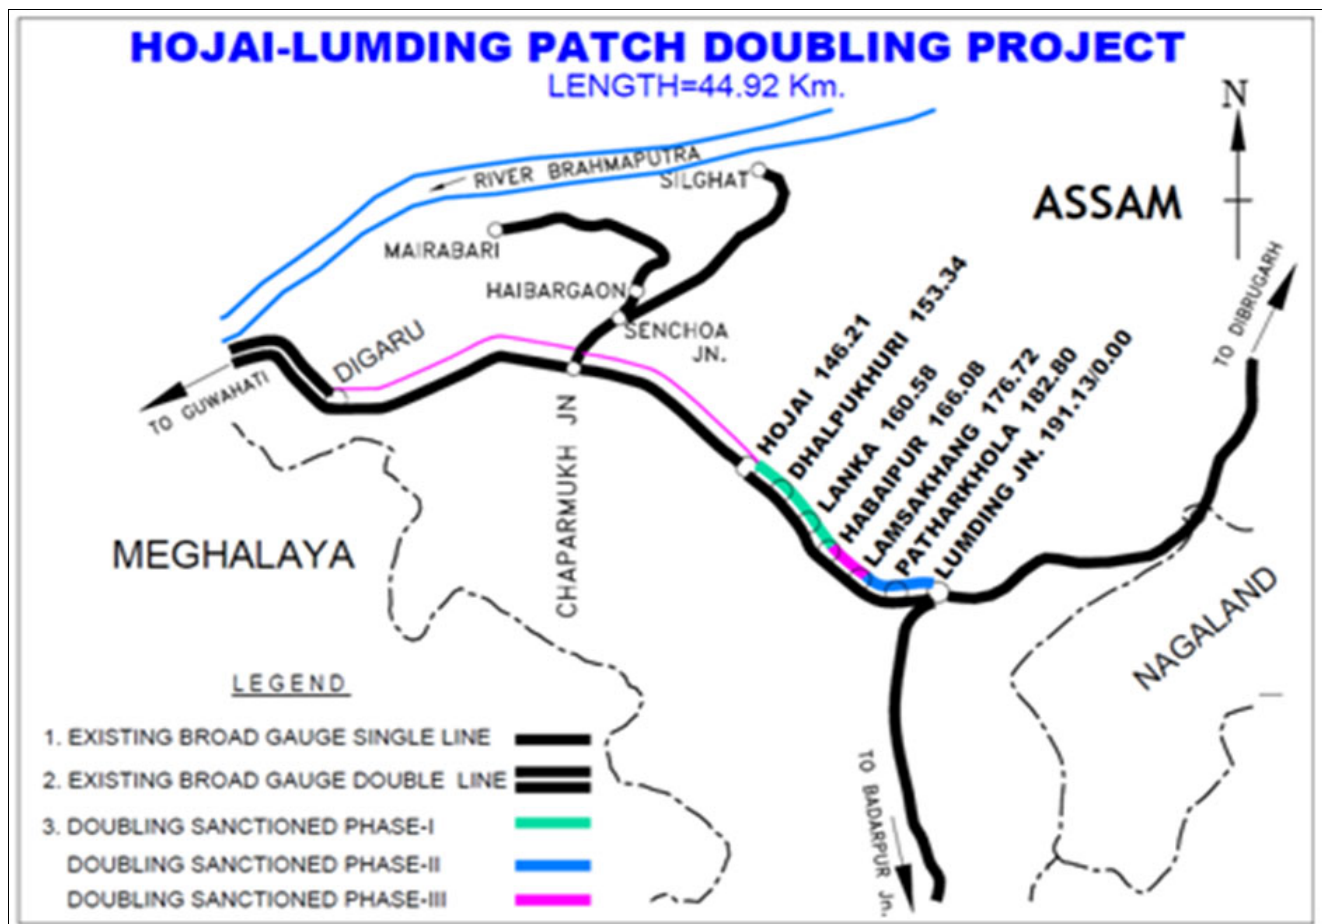 HOJAI-LUMDING PATCH DOUBLING PROJECT
LENGTH=44.92 Km.
N
RIVER BRAHMAPUTRA
SILGHAT
ASSAM
MAIRABARI
HAIBARGAON
SENCHOA
JN.
DIGARU
TO GUWAHATI
CHAPARMUKH JN
HOJAI 146.21
DHALPUKHURI 153.34
LANKA 160.58
HABAIPUR 166.08
LAMSAKHANG 176.72
PATHARKHOLA 182.80
LUMDING JN. 191.13/0.00
TO DIBRUGARH
MEGHALAYA
NAGALAND
TO BADARPUR Jn.
LEGEND
1. EXISTING BROAD GAUGE SINGLE LINE
2. EXISTING BROAD GAUGE DOUBLE LINE
3. DOUBLING SANCTIONED PHASE-I
DOUBLING SANCTIONED PHASE-II
DOUBLING SANCTIONED PHASE-III